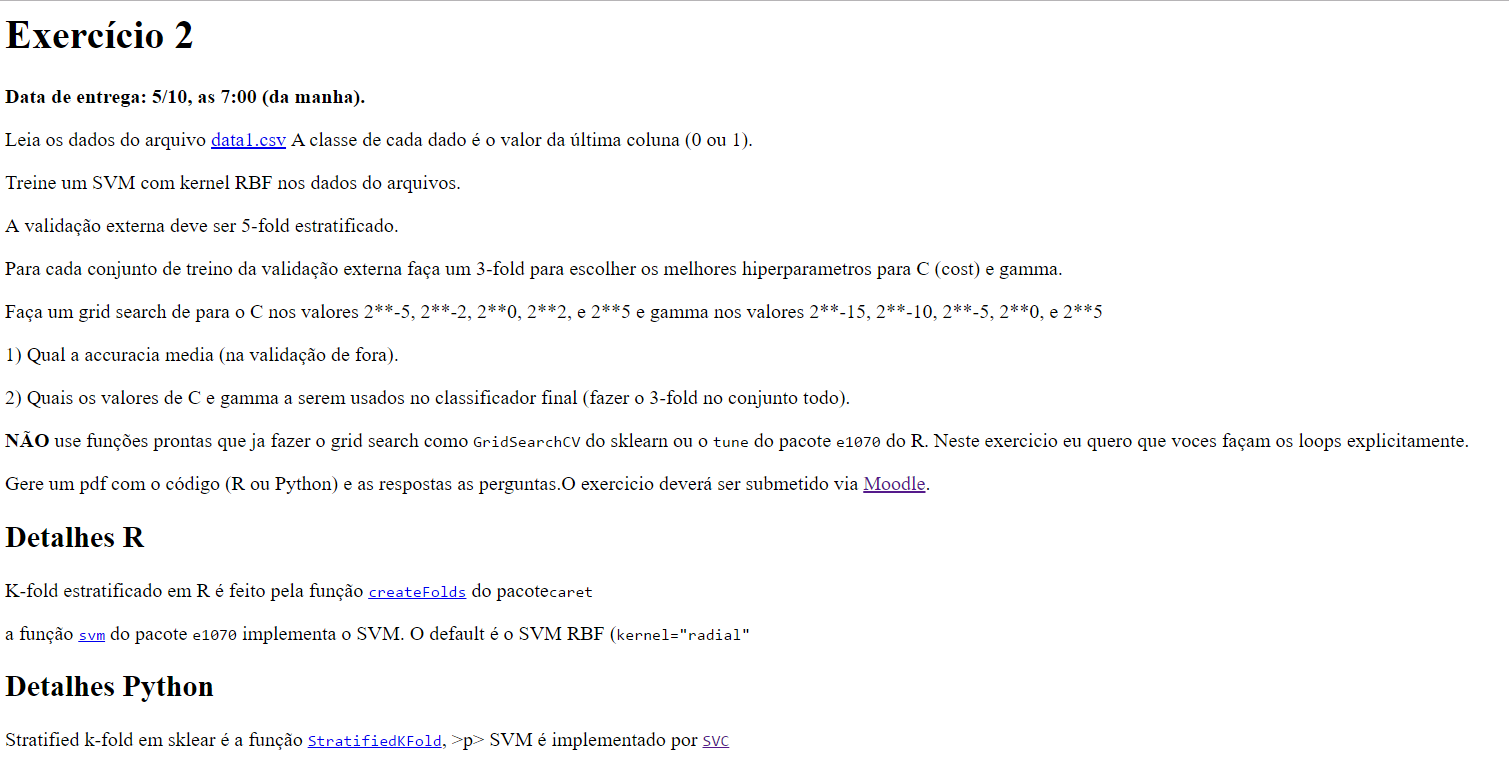 Exercício 2
Data de entrega: 5/10, as 7:00 (da manha).
Leia os dados do arquivo data1.csv A classe de cada dado é o valor da última coluna (0 ou 1).
Treine um SVM com kernel RBF nos dados do arquivos.
A validação externa deve ser 5-fold estratificado.
Para cada conjunto de treino da validação externa faça um 3-fold para escolher os melhores hiperparametros para C (cost) e gamma.
Faça um grid search de para o C nos valores 2**-5, 2**-2, 2**0, 2**2, e 2**5 e gamma nos valores 2**-15, 2**-10, 2**-5, 2**0, e 2**5
1) Qual a accuracia media (na validação de fora).
2) Quais os valores de C e gamma a serem usados no classificador final (fazer o 3-fold no conjunto todo).
NÃO use funções prontas que ja fazer o grid search como GridSearchCV do sklearn ou o tune do pacote e1070 do R. Neste exercicio eu quero que voces façam os loops explicitamente.
Gere um pdf com o código (R ou Python) e as respostas as perguntas.O exercicio deverá ser submetido via Moodle.
Detalhes R
K-fold estratificado em R é feito pela função createFolds do pacotecaret
a função svm do pacote e1070 implementa o SVM. O default é o SVM RBF (kernel="radial"
Detalhes Python
Stratified k-fold em sklear é a função StratifiedKFold, >p> SVM é implementado por SVC